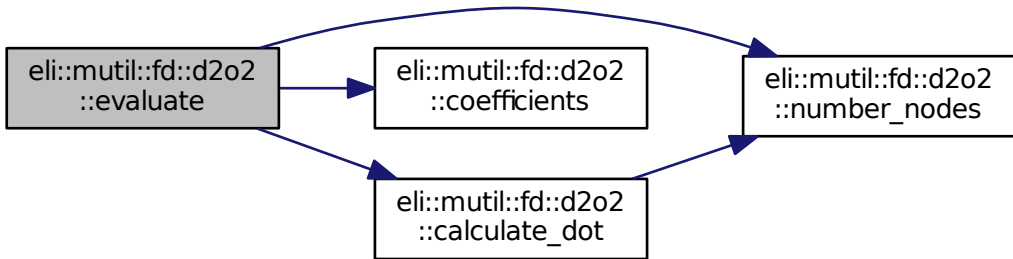 eli::mutil::fd::d2o2
::evaluate
eli::mutil::fd::d2o2
::coefficients
eli::mutil::fd::d2o2
::number_nodes
eli::mutil::fd::d2o2
::calculate_dot